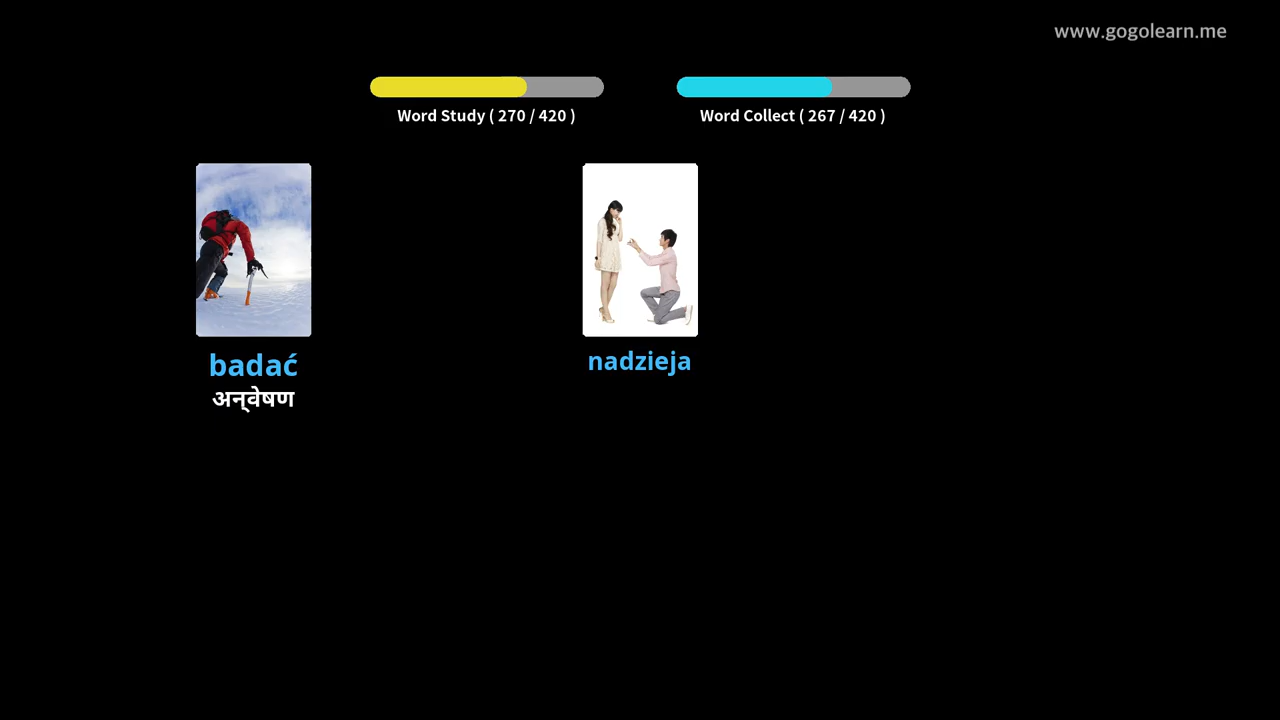 www.gogolearn.me
Word Study ( 270 / 420 )
Word Collect ( 267 / 420 )
badać
अन्वेषण
nadzieja